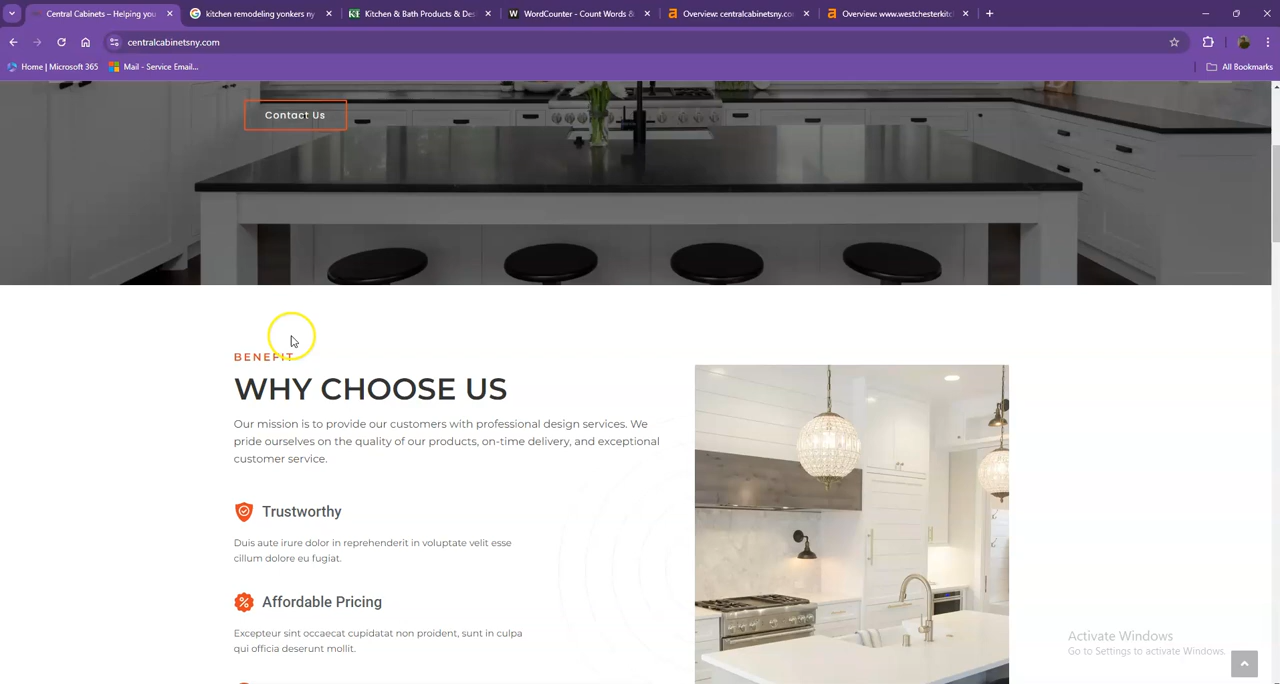 Central Cabinets – Helping you
kitchen remodeling yonkers ny
Kitchen & Bath Products & Des
WordCounter - Count Words &
Overview: centralcabinetsny.co
Overview: www.westchesterkitc
centralcabinetsny.com
Home | Microsoft 365
Mail - Service Email...
All Bookmarks
Contact Us
BENEFIT
WHY CHOOSE US
Our mission is to provide our customers with professional design services. We
pride ourselves on the quality of our products, on-time delivery, and exceptional
customer service.
Trustworthy
Duis aute irure dolor in reprehenderit in voluptate velit esse
cillum dolore eu fugiat.
Affordable Pricing
Excepteur sint occaecat cupidatat non proident, sunt in culpa
qui officia deserunt mollit.
Activate Windows
Go to Settings to activate Windows.